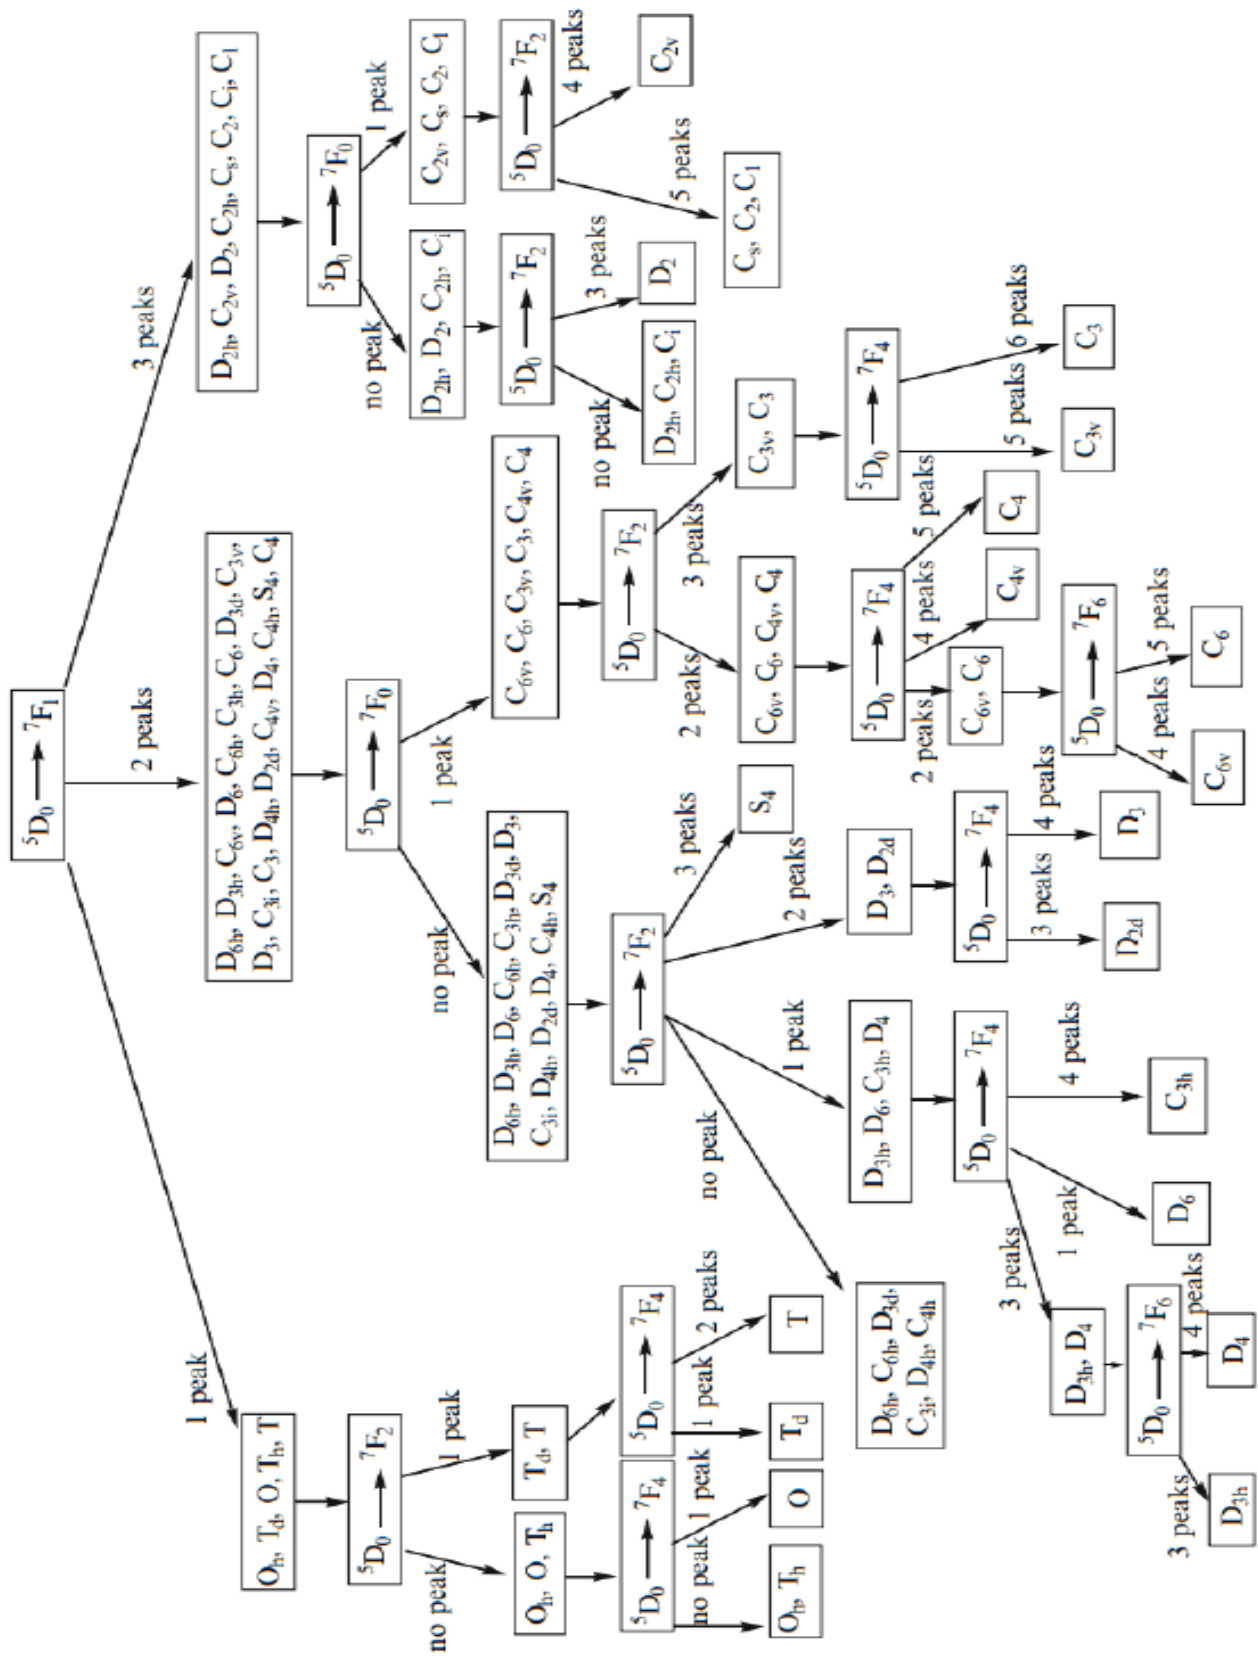 ⁵D₀ ⟶ ⁷F₁
1 peak
2 peaks
3 peaks
Oₕ, T_d, O, Tₕ, T
⁵D₀ ⟶ ⁷F₂
no peak
1 peak
Oₕ, O, Tₕ
T_d, T
⁵D₀ ⟶ ⁷F₄
no peak
1 peak
Oₕ, Tₕ
O
⁵D₀ ⟶ ⁷F₄
1 peak
2 peaks
T_d
T
D₆ₕ, D₃ₕ, C₆ᵥ, D₆, C₆ₕ, C₃ₕ, C₆, D₃d, C₃ᵥ,
D₃, C₃ᵢ, C₃, D₄ₕ, D₂d, C₄ᵥ, D₄, C₄ₕ, S₄, C₄
⁵D₀ ⟶ ⁷F₀
no peak
1 peak
D₆ₕ, D₃ₕ, D₆, C₆ₕ, C₃ₕ, D₃d, D₃,
C₃ᵢ, D₄ₕ, D₂d, D₄, C₄ₕ, S₄
⁵D₀ ⟶ ⁷F₂
no peak
1 peak
2 peaks
3 peaks
D₆ₕ, C₆ₕ, D₃d,
C₃ᵢ, D₄ₕ, C₄ₕ
D₃ₕ, D₆, C₃ₕ, D₄
D₃, D₂d
S₄
⁵D₀ ⟶ ⁷F₄
3 peaks
1 peak
4 peaks
D₃ₕ, D₄
D₆
C₃ₕ
⁵D₀ ⟶ ⁷F₆
3 peaks
4 peaks
D₃ₕ
D₄
⁵D₀ ⟶ ⁷F₄
3 peaks
4 peaks
D₂d
D₃
C₆ᵥ, C₆, C₃ᵥ, C₃, C₄ᵥ, C₄
⁵D₀ ⟶ ⁷F₂
2 peaks
3 peaks
C₆ᵥ, C₆, C₄ᵥ, C₄
C₃ᵥ, C₃
⁵D₀ ⟶ ⁷F₄
2 peaks
4 peaks
5 peaks
C₆ᵥ, C₆
C₄ᵥ
C₄
⁵D₀ ⟶ ⁷F₆
4 peaks
5 peaks
C₆ᵥ
C₆
⁵D₀ ⟶ ⁷F₄
5 peaks
6 peaks
C₃ᵥ
C₃
D₂ₕ, C₂ᵥ, D₂, C₂ₕ, Cₛ, C₂, Cᵢ, C₁
⁵D₀ ⟶ ⁷F₀
no peak
1 peak
D₂ₕ, D₂, C₂ₕ, Cᵢ
C₂ᵥ, Cₛ, C₂, C₁
⁵D₀ ⟶ ⁷F₂
no peak
3 peaks
D₂ₕ, C₂ₕ, Cᵢ
D₂
⁵D₀ ⟶ ⁷F₂
5 peaks
4 peaks
Cₛ, C₂, C₁
C₂ᵥ